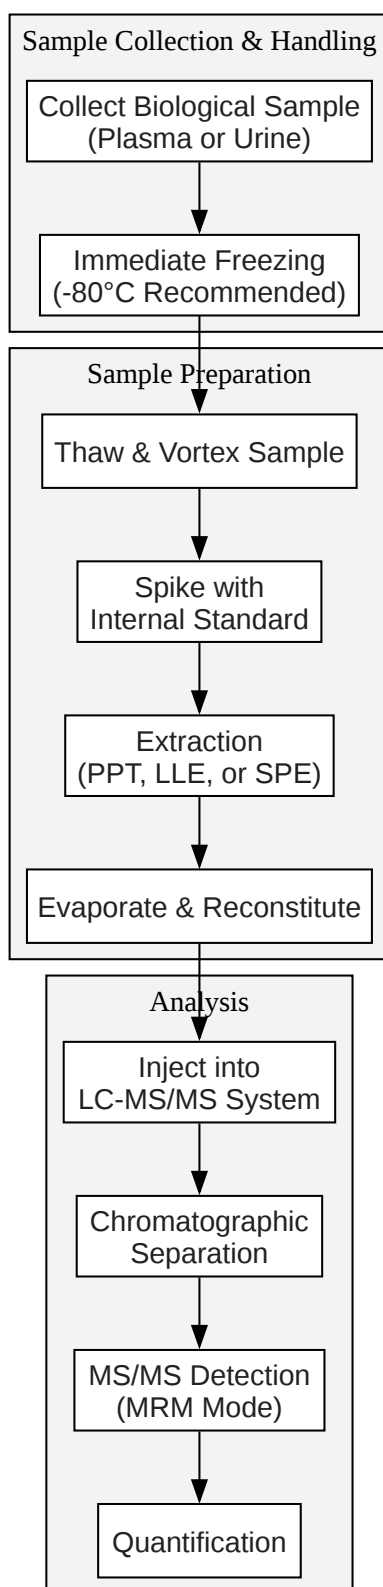 Sample Collection & Handling
Collect Biological Sample
(Plasma or Urine)
Immediate Freezing
(-80°C Recommended)
Sample Preparation
Thaw & Vortex Sample
Spike with
Internal Standard
Extraction
(PPT, LLE, or SPE)
Evaporate & Reconstitute
Analysis
Inject into
LC-MS/MS System
Chromatographic
Separation
MS/MS Detection
(MRM Mode)
Quantification